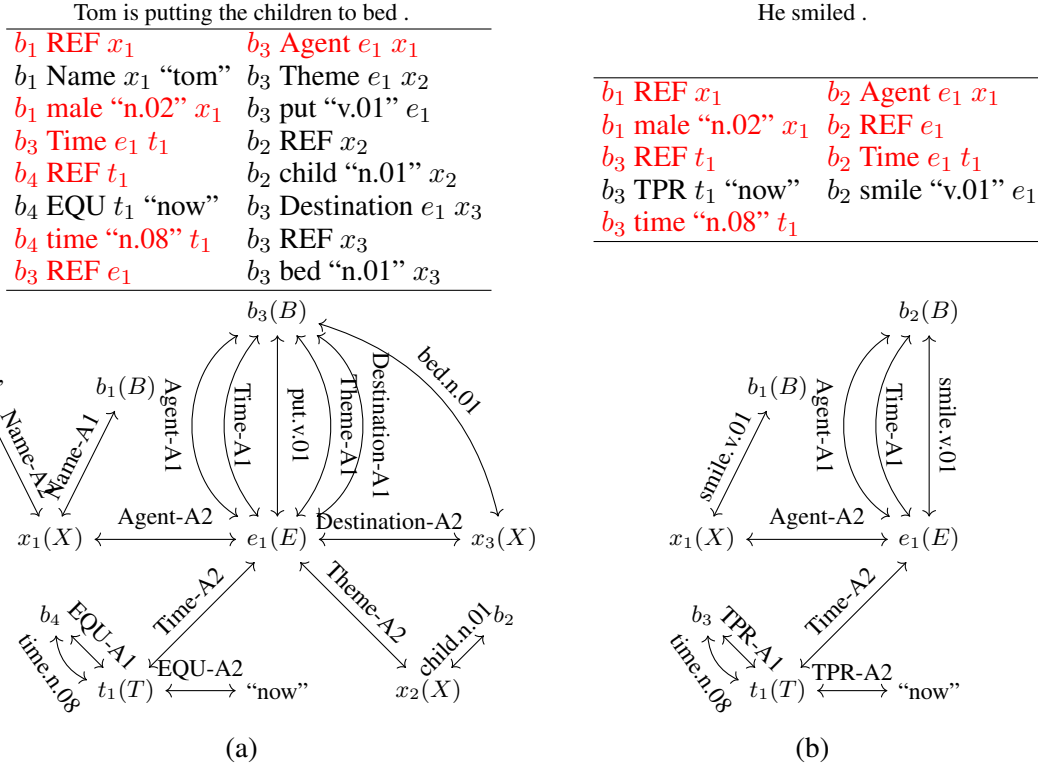 Tom is putting the children to bed .
b₁ REF x₁ b₃ Agent e₁ x₁
b₁ Name x₁ “tom” b₃ Theme e₁ x₂
b₁ male “n.02” x₁ b₃ put “v.01” e₁
b₃ Time e₁ t₁ b₂ REF x₂
b₄ REF t₁ b₂ child “n.01” x₂
b₄ EQU t₁ “now” b₃ Destination e₁ x₃
b₄ time “n.08” t₁ b₃ REF x₃
b₃ REF e₁ b₃ bed “n.01” x₃
b₃(B)
b₁(B)
Agent-A1
Time-A1
put.v.01
Theme-A1
Destination-A1
bed.n.01
Name-A2
Name-A1
x₁(X)
Agent-A2
e₁(E)
Destination-A2
x₃(X)
Time-A2
Theme-A2
b₄
EQU-A1
time.n.08
t₁(T)
EQU-A2
“now”
child.n.01
b₂
x₂(X)
(a)
He smiled .
b₁ REF x₁ b₂ Agent e₁ x₁
b₁ male “n.02” x₁ b₂ REF e₁
b₃ REF t₁ b₂ Time e₁ t₁
b₃ TPR t₁ “now” b₂ smile “v.01” e₁
b₃ time “n.08” t₁
b₂(B)
b₁(B)
Agent-A1
Time-A1
smile.v.01
smile.v.01
x₁(X)
Agent-A2
e₁(E)
Time-A2
b₃
TPR-A1
time.n.08
t₁(T)
TPR-A2
“now”
(b)